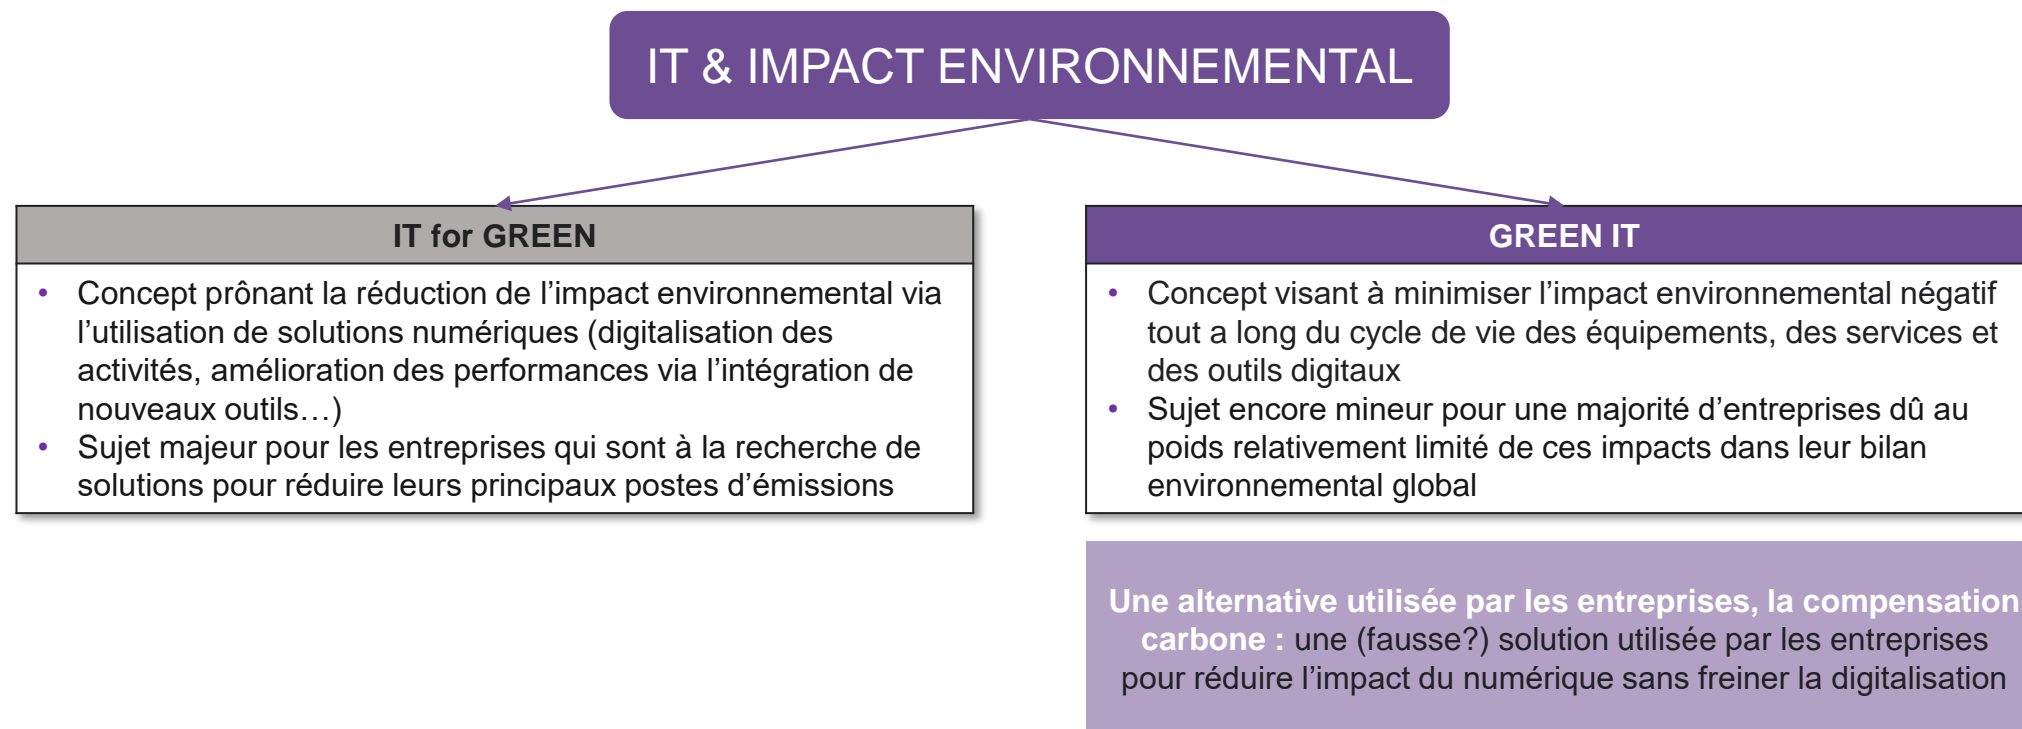 IT & IMPACT ENVIRONNEMENTAL
IT for GREEN
• Concept prônant la réduction de l’impact environnemental via
l’utilisation de solutions numériques (digitalisation des
activités, amélioration des performances via l’intégration de
nouveaux outils…)
• Sujet majeur pour les entreprises qui sont à la recherche de
solutions pour réduire leurs principaux postes d’émissions
GREEN IT
• Concept visant à minimiser l’impact environnemental négatif
tout a long du cycle de vie des équipements, des services et
des outils digitaux
• Sujet encore mineur pour une majorité d’entreprises dû au
poids relativement limité de ces impacts dans leur bilan
environnemental global
Une alternative utilisée par les entreprises, la compensation
carbone : une (fausse?) solution utilisée par les entreprises
pour réduire l’impact du numérique sans freiner la digitalisation